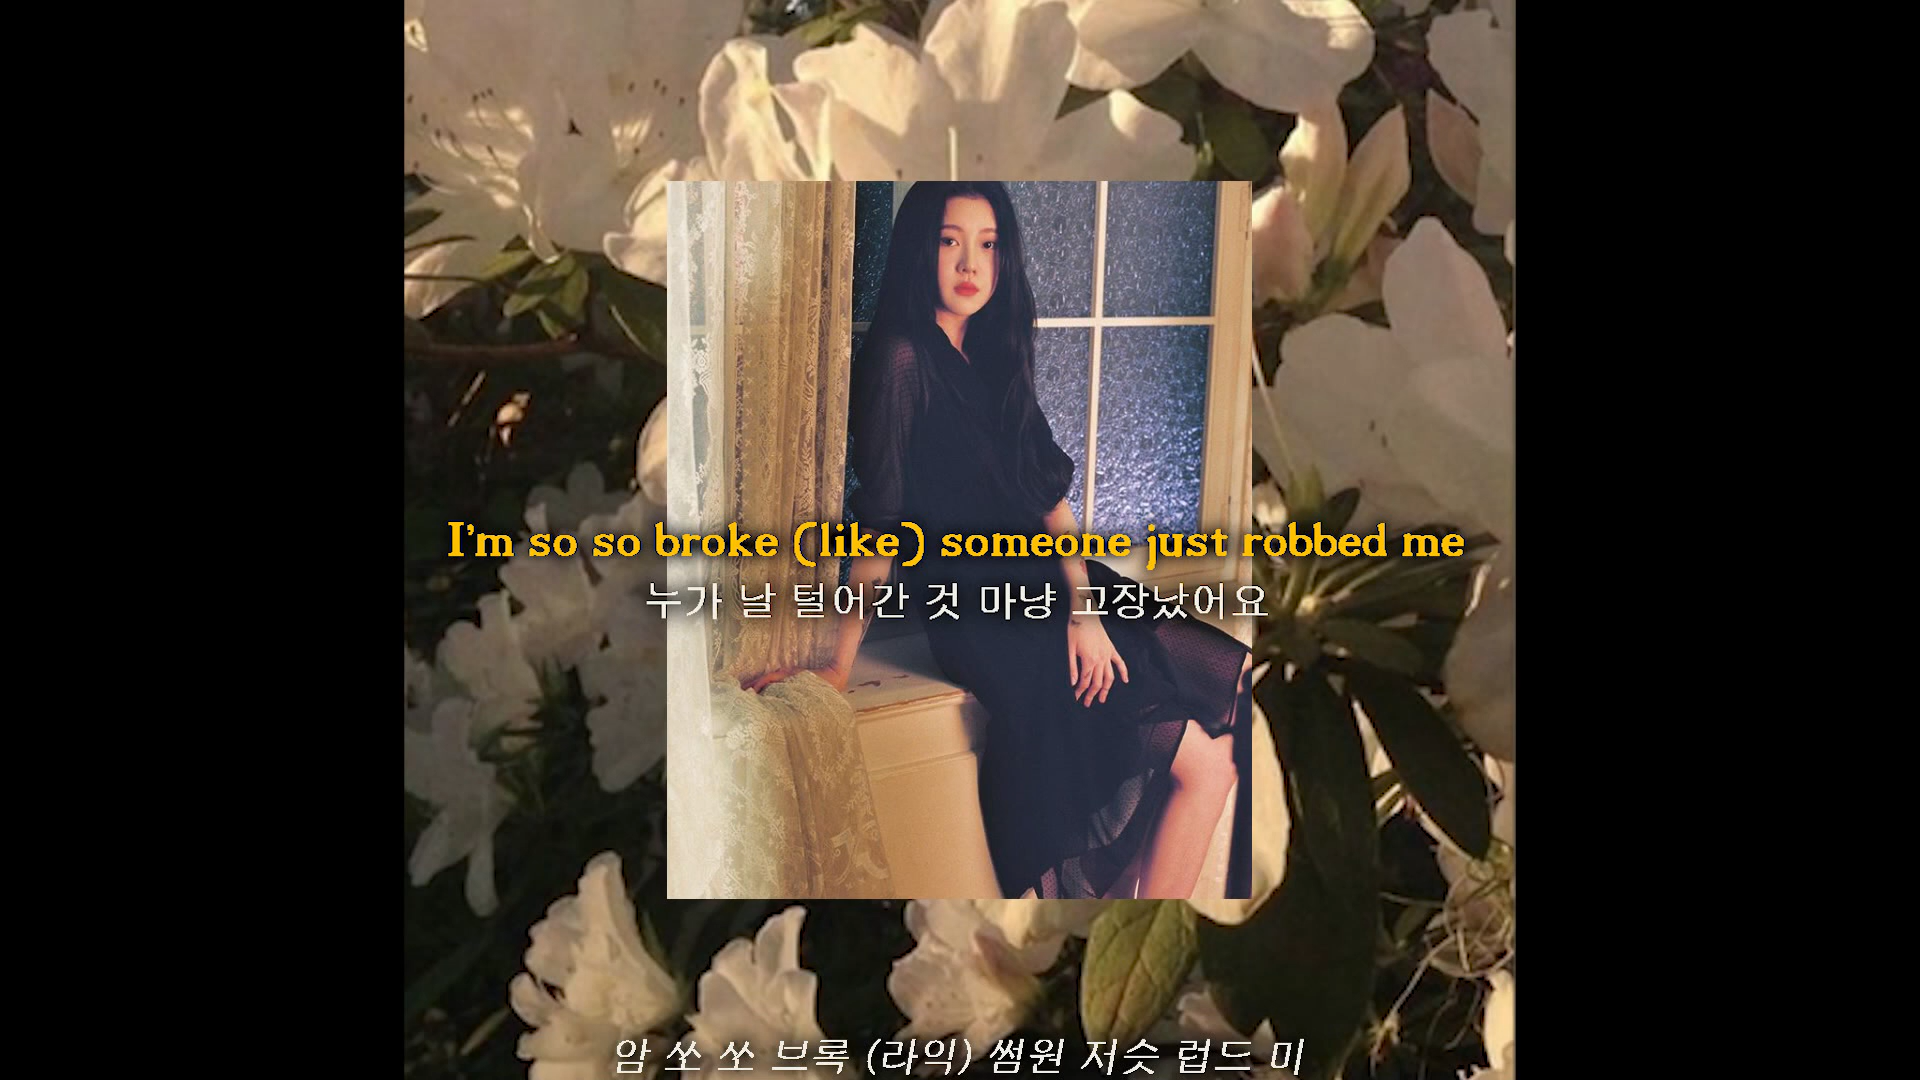 I'm so so broke (like) someone just robbed me
누가 날 털어간 것 마냥 고장났어요
암 쏘 쏘 브록 (라익) 썸원 저슷 럽드 미